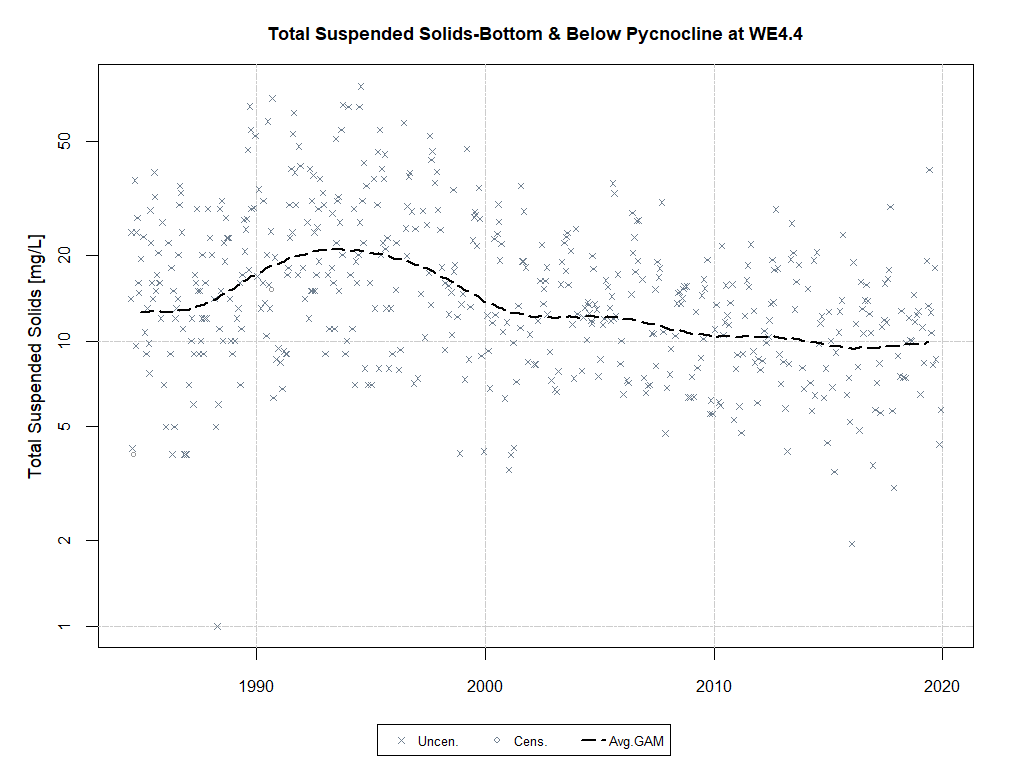 Total Suspended Solids-Bottom & Below Pycnocline at WE4.4
Total Suspended Solids [mg/L]
50
20
10
5
2
1
1990 2000 2010 2020
Uncen. Cens. Avg.GAM